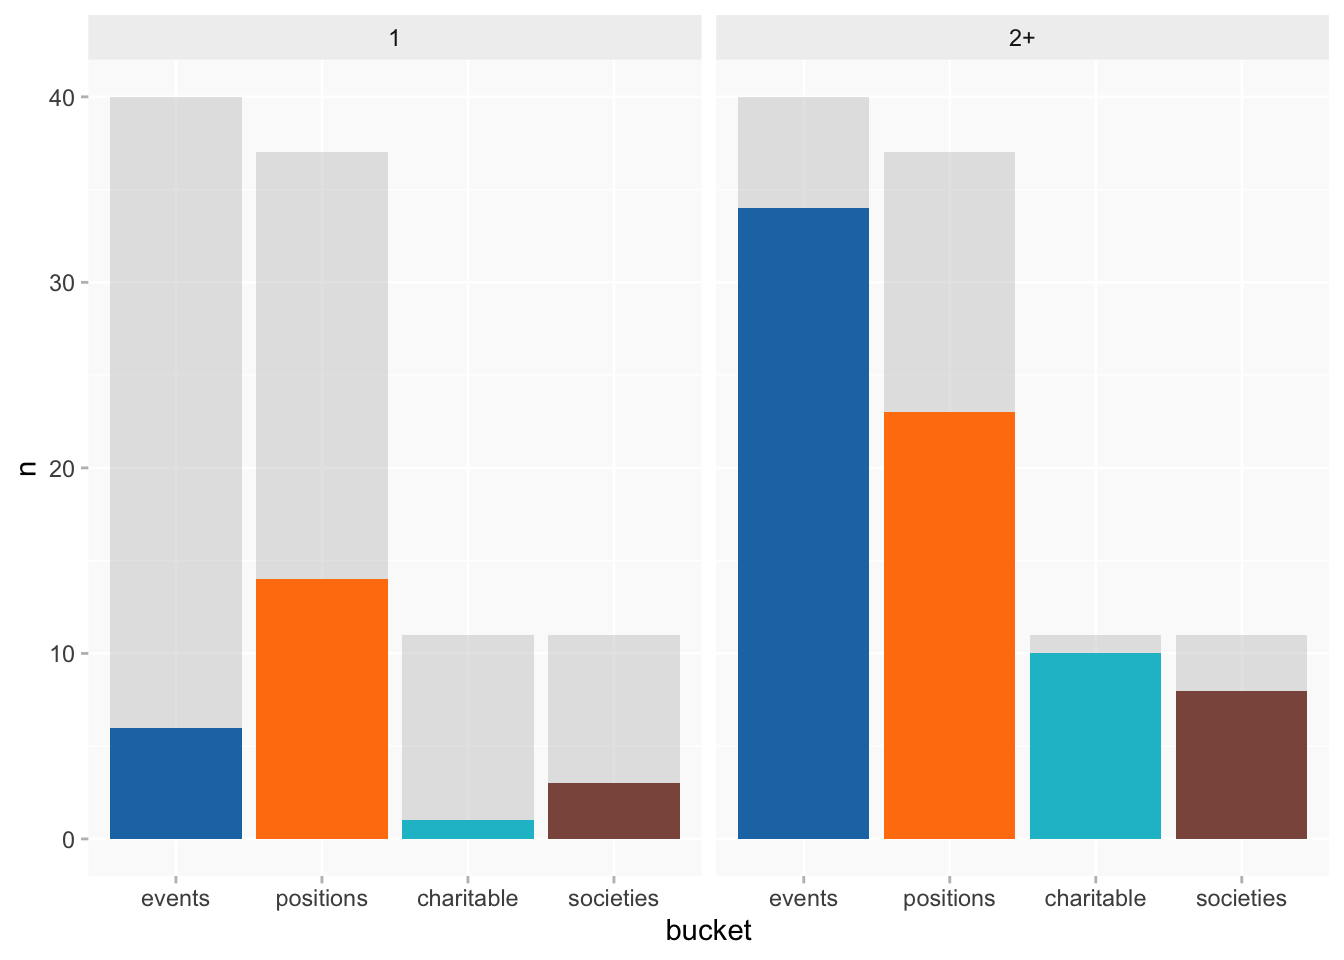 1
2+
40
30
20
10
0
n
events positions charitable societies
events positions charitable societies
bucket